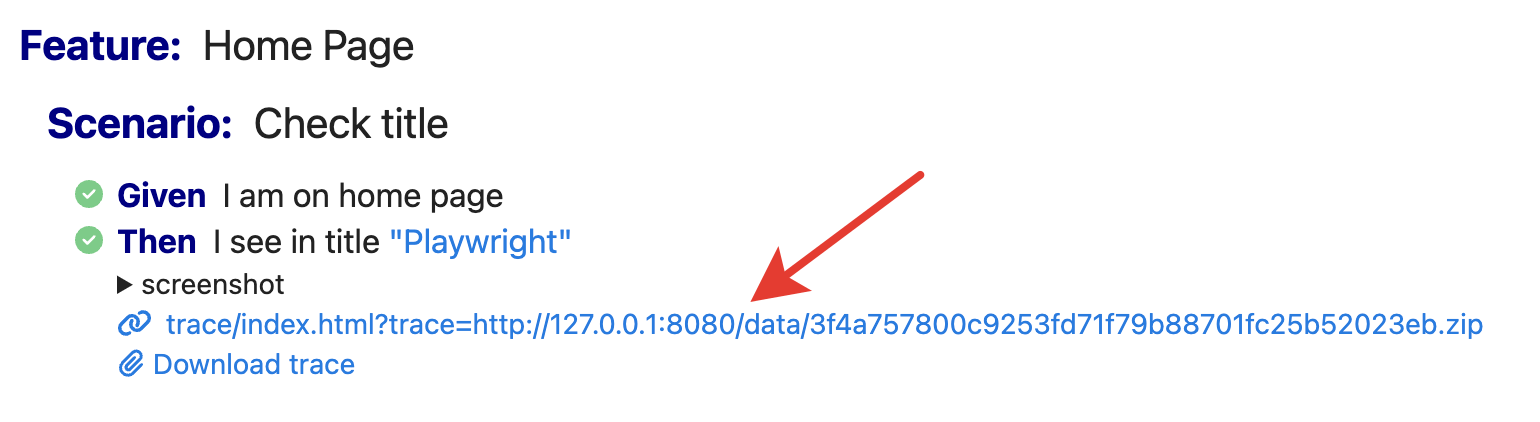 Feature: Home Page
Scenario: Check title
Given I am on home page
Then I see in title "Playwright"
screenshot
trace/index.html?trace=http://127.0.0.1:8080/data/3f4a757800c9253fd71f79b88701fc25b52023eb.zip
Download trace